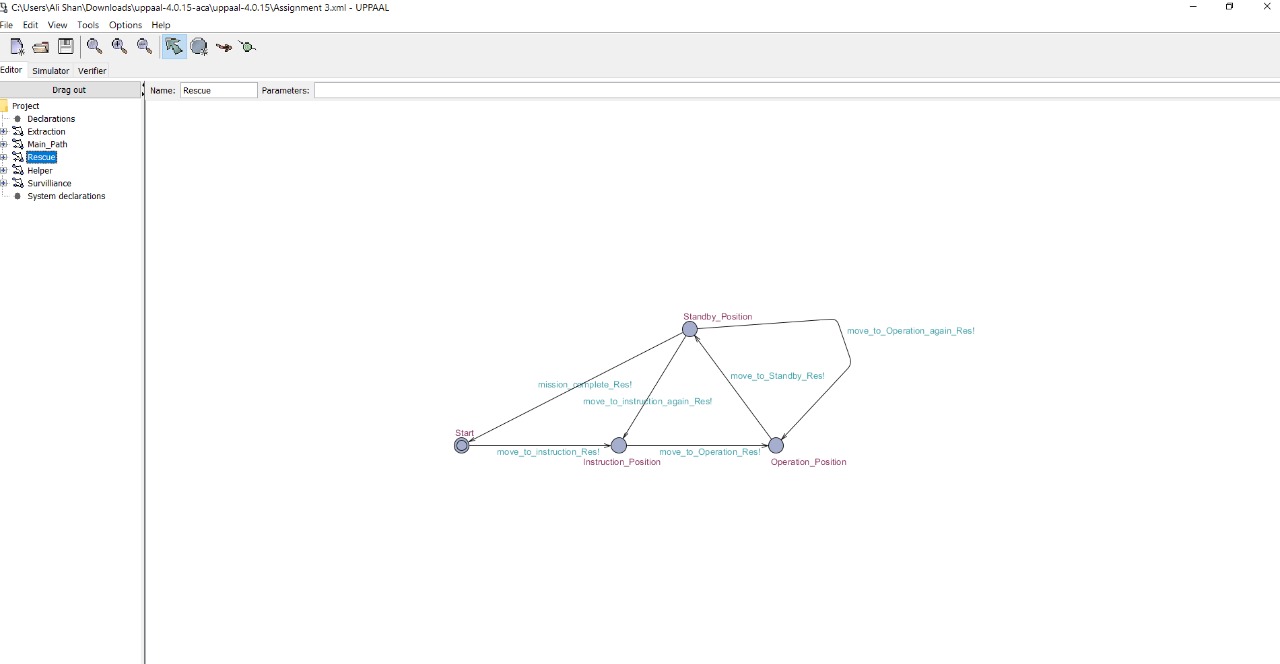 C:\Users\Ali Shan\Downloads\uppaal-4.0.15-aca\uppaal-4.0.15\Assignment 3.xml - UPPAAL
File Edit View Tools Options Help
Editor Simulator Verifier
Drag out
Name: Rescue Parameters:
Project
Declarations
Extraction
Main_Path
Rescue
Helper
Survilliance
System declarations
Standby_Position
move_to_Operation_again_Res!
move_to_Standby_Res!
mission_complete_Res!
move_to_instruction_again_Res!
Start
move_to_instruction_Res!
move_to_Operation_Res!
Instruction_Position
Operation_Position